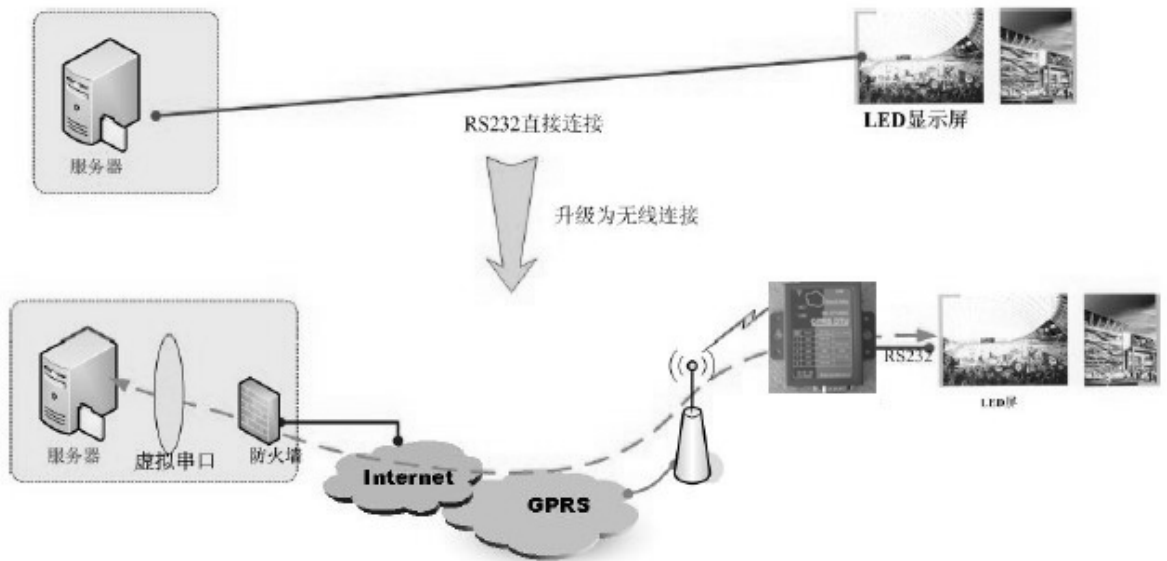 RS232直接连接
LED显示屏
服务器
升级为无线连接
RS232
LED屏
服务器
虚拟串口
防火墙
Internet
GPRS